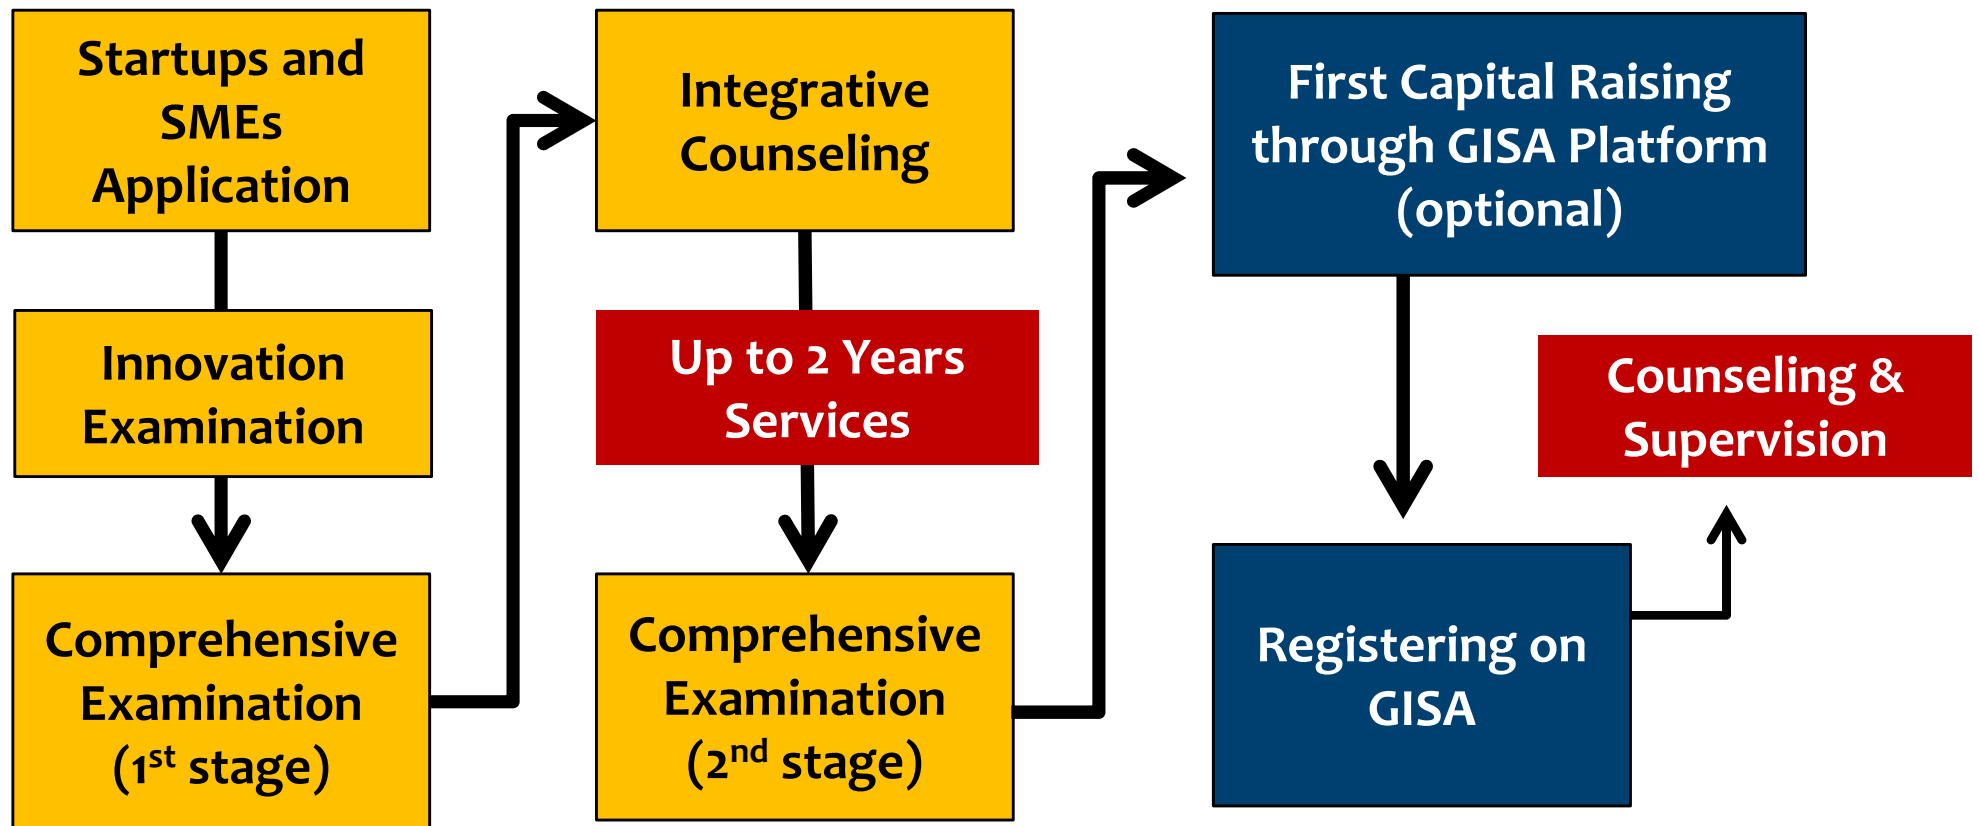 Startups and
SMEs
Application
Innovation
Examination
Comprehensive
Examination
(1st stage)
Integrative
Counseling
Up to 2 Years
Services
Comprehensive
Examination
(2nd stage)
First Capital Raising
through GISA Platform
(optional)
Registering on
GISA
Counseling &
Supervision